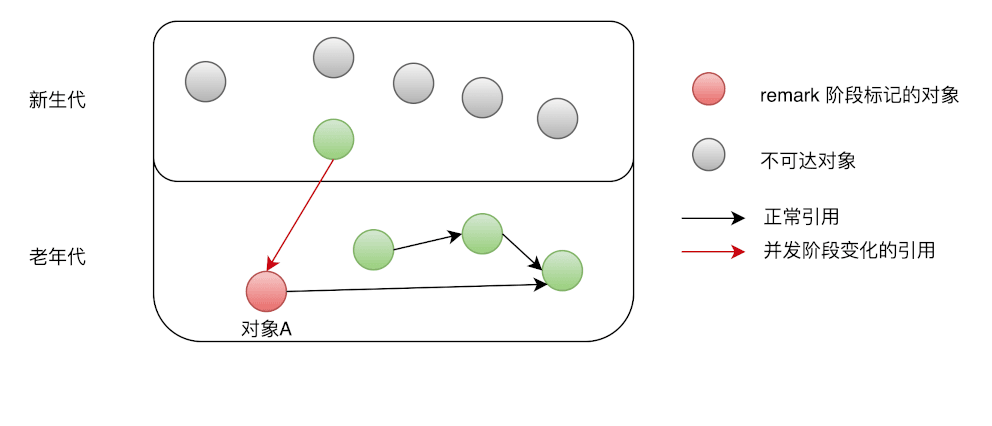 新生代
老年代
对象A
remark 阶段标记的对象
不可达对象
正常引用
并发阶段变化的引用